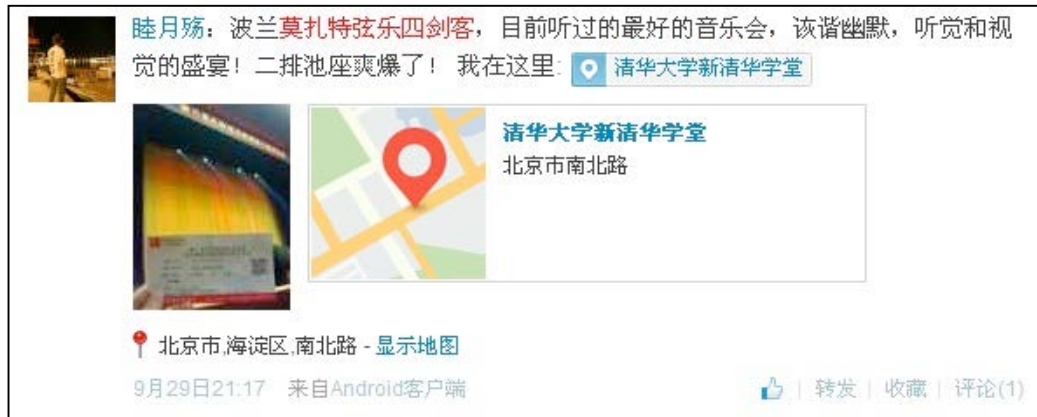 睦月殇：波兰莫扎特弦乐四剑客，目前听过的最好的音乐会，诙谐幽默，听觉和视
觉的盛宴！二排池座爽爆了！ 我在这里: 清华大学新清华学堂
清华大学新清华学堂
北京市南北路
北京市,海淀区,南北路 - 显示地图
9月29日21:17 来自Android客户端 | 转发 | 收藏 | 评论(1)